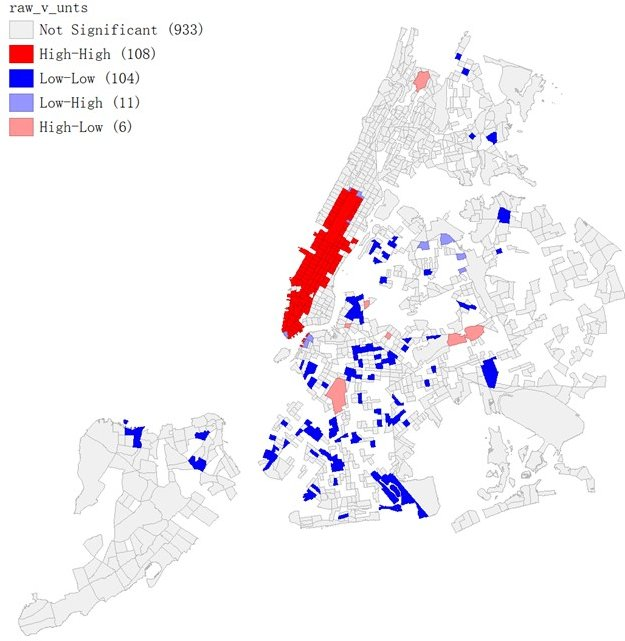 raw_v_unts
Not Significant (933)
High-High (108)
Low-Low (104)
Low-High (11)
High-Low (6)